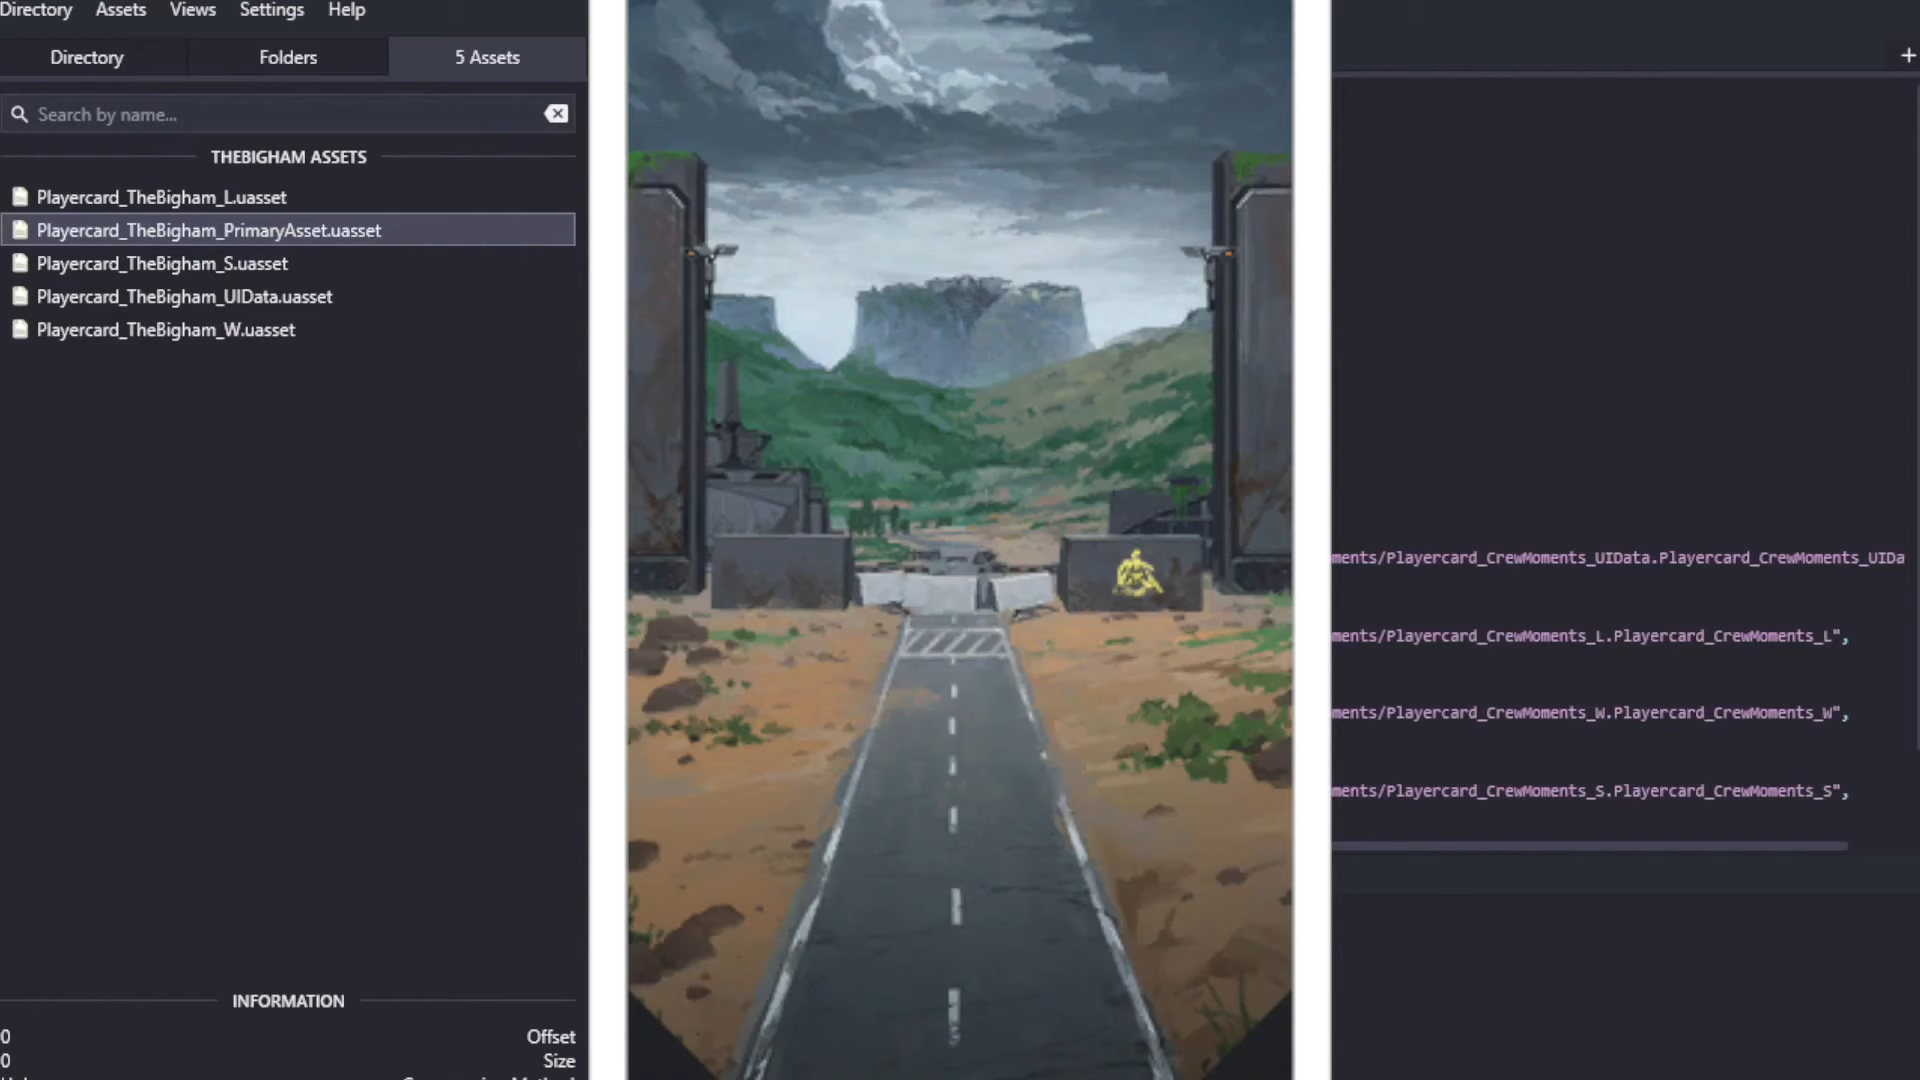 Directory Assets Views Settings Help
Directory Folders 5 Assets
Search by name...
THEBIGHAM ASSETS
Playercard_TheBigham_L.uasset
Playercard_TheBigham_PrimaryAsset.uasset
Playercard_TheBigham_S.uasset
Playercard_TheBigham_UIData.uasset
Playercard_TheBigham_W.uasset
INFORMATION
0 Offset
0 Size
ments/Playercard_CrewMoments_UIData.Playercard_CrewMoments_UIDa
ments/Playercard_CrewMoments_L.Playercard_CrewMoments_L",
ments/Playercard_CrewMoments_W.Playercard_CrewMoments_W",
ments/Playercard_CrewMoments_S.Playercard_CrewMoments_S",